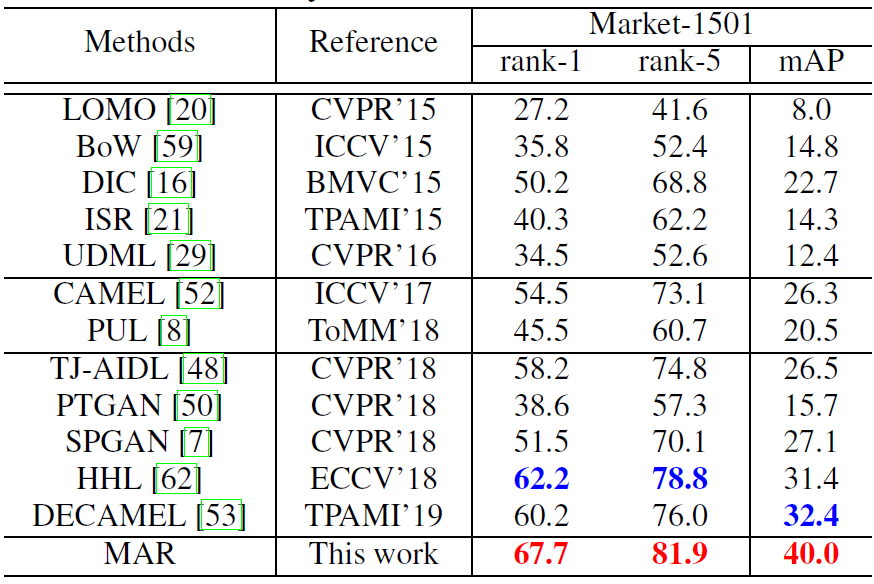 Methods Reference Market-1501
rank-1 rank-5 mAP
LOMO [20] CVPR'15 27.2 41.6 8.0
BoW [59] ICCV'15 35.8 52.4 14.8
DIC [16] BMVC'15 50.2 68.8 22.7
ISR [21] TPAMI'15 40.3 62.2 14.3
UDML [29] CVPR'16 34.5 52.6 12.4
CAMEL [52] ICCV'17 54.5 73.1 26.3
PUL [8] ToMM'18 45.5 60.7 20.5
TJ-AIDL [48] CVPR'18 58.2 74.8 26.5
PTGAN [50] CVPR'18 38.6 57.3 15.7
SPGAN [7] CVPR'18 51.5 70.1 27.1
HHL [62] ECCV'18 62.2 78.8 31.4
DECAMEL [53] TPAMI'19 60.2 76.0 32.4
MAR This work 67.7 81.9 40.0